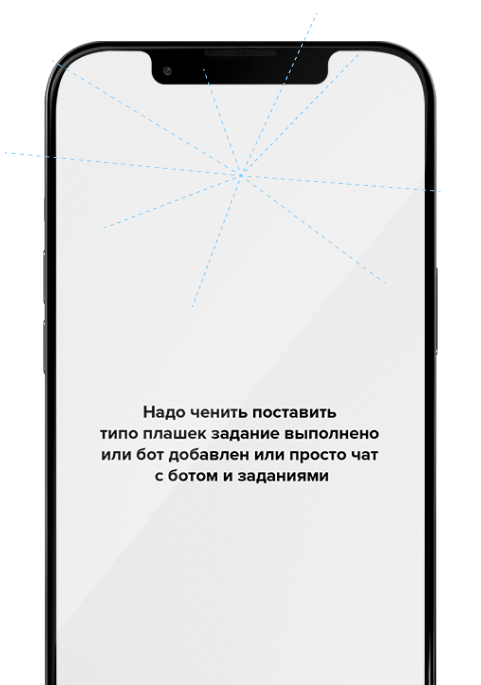 Надо ченить поставить
типо плашек задание выполнено
или бот добавлен или просто чат
с ботом и заданиями